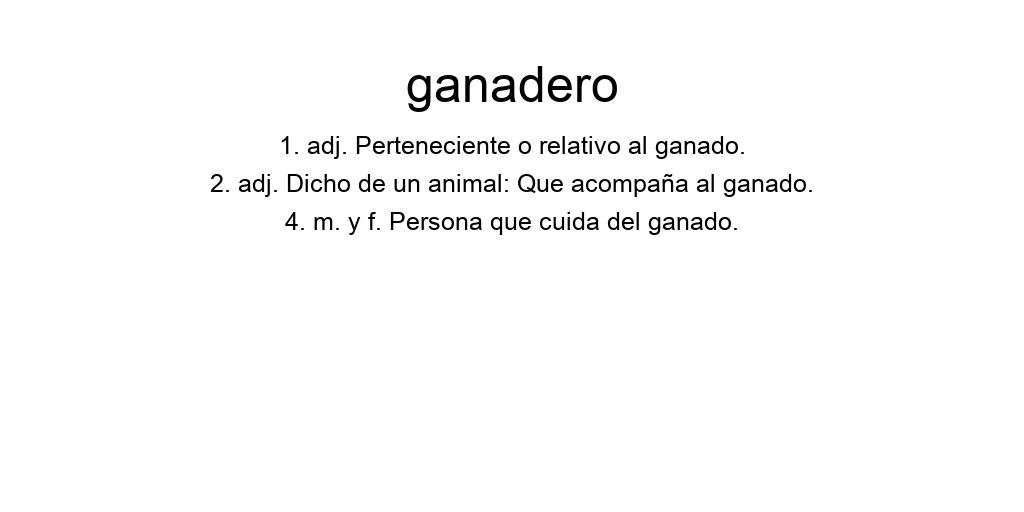 ganadero
1. adj. Perteneciente o relativo al ganado.
2. adj. Dicho de un animal: Que acompaña al ganado.
4. m. y f. Persona que cuida del ganado.